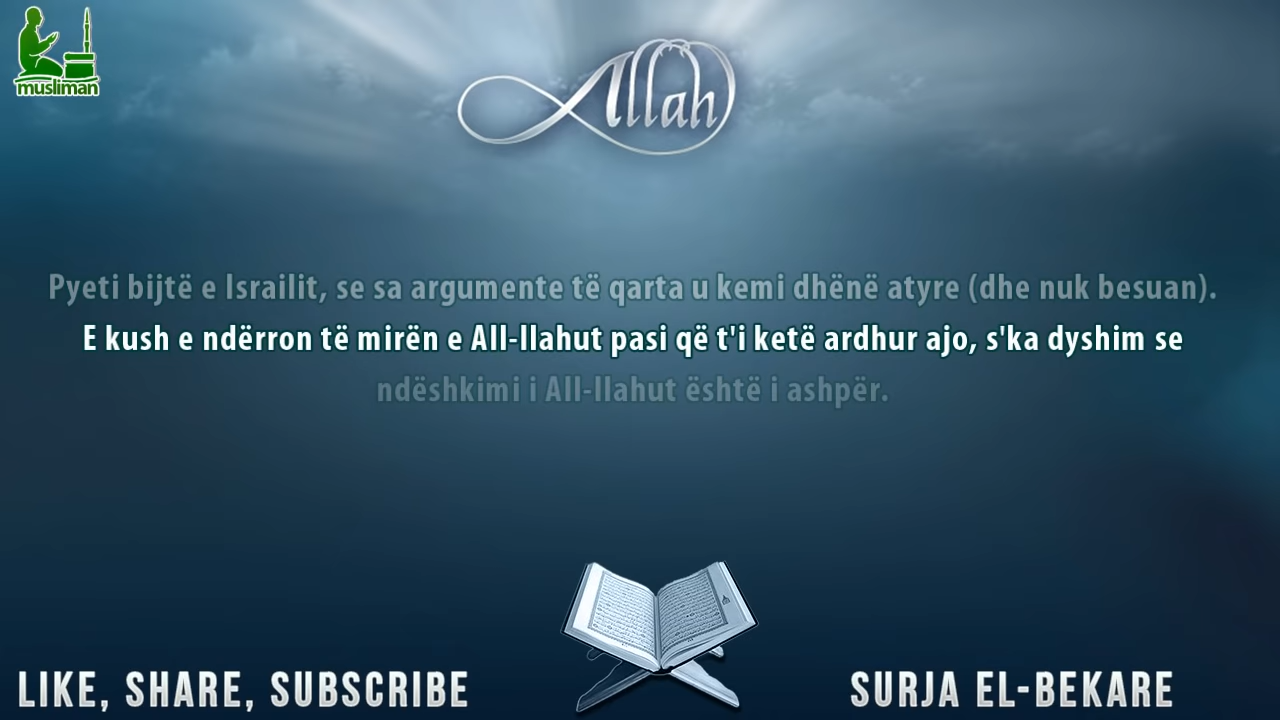 musliman
Allah
Pyeti bijtë e Israilit, se sa argumente të qarta u kemi dhënë atyre (dhe nuk besuan).
E kush e ndërron të mirën e All-llahut pasi që t'i ketë ardhur ajo, s'ka dyshim se
ndëshkimi i All-llahut është i ashpër.
LIKE, SHARE, SUBSCRIBE
SURJA EL-BEKARE